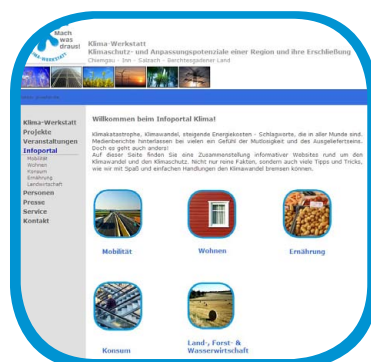 Mach
was
draus!
KLIMA-WERKSTATT
Klima-Werkstatt
Klimaschutz- und Anpassungspotenziale einer Region und ihre Erschließung
Chiemgau - Inn - Salzach - Berchtesgadener Land
Klima-Werkstatt
Projekte
Veranstaltungen
Infoportal
Mobilität
Wohnen
Konsum
Ernährung
Landwirtschaft
Personen
Presse
Service
Kontakt
Willkommen beim Infoportal Klima!
Klimakatastrophe, Klimawandel, steigende Energiekosten - Schlagworte, die in aller Munde sind.
Medienberichte hinterlassen bei vielen ein Gefühl der Mutlosigkeit und des Ausgeliefertseins.
Doch es geht auch anders!
Auf dieser Seite finden Sie eine Zusammenstellung informativer Websites rund um den
Klimawandel und den Klimaschutz. Nicht nur reine Fakten, sondern auch viele Tipps und Tricks,
wie wir mit Spaß und einfachen Handlungen den Klimawandel bremsen können.
Mobilität
Wohnen
Ernährung
Konsum
Land-, Forst- &
Wasserwirtschaft